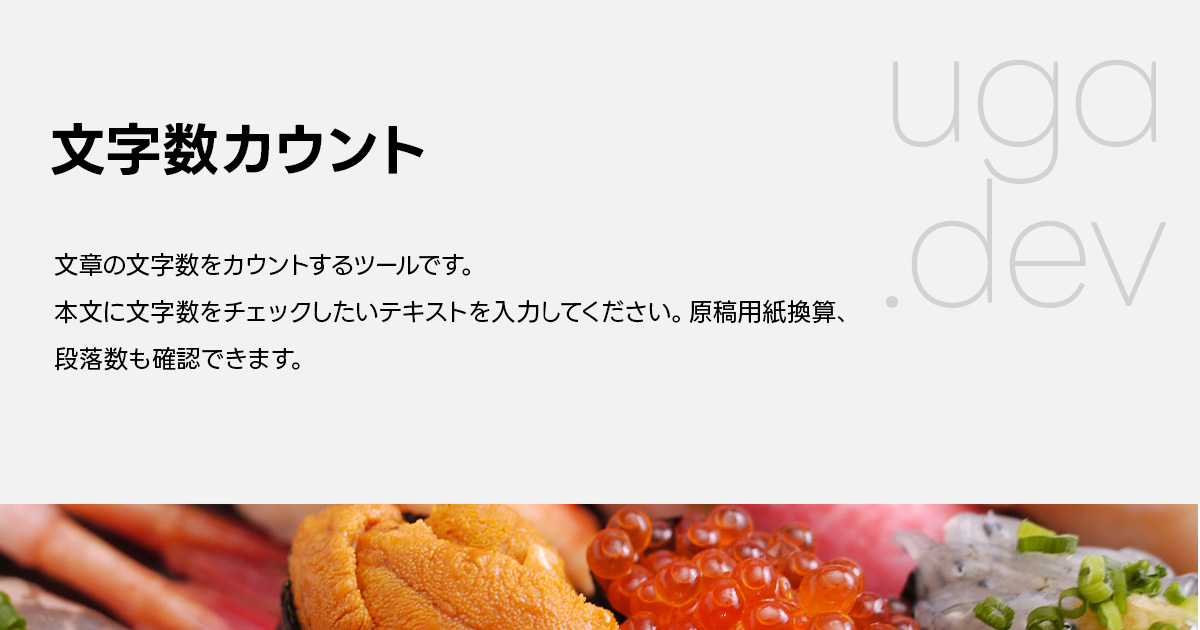 文字数カウント
文章の文字数をカウントするツールです。
本文に文字数をチェックしたいテキストを入力してください。原稿用紙換算、
段落数も確認できます。
uga
.dev